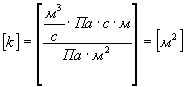 [k] = [ (м³/с · Па · с · м) / (Па · м²) ] = [м²]